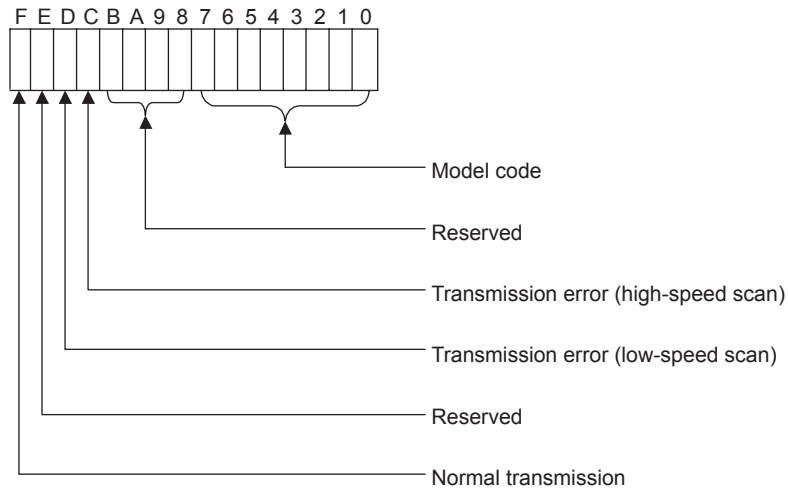 F E D C B A 9 8 7 6 5 4 3 2 1 0
Model code
Reserved
Transmission error (high-speed scan)
Transmission error (low-speed scan)
Reserved
Normal transmission